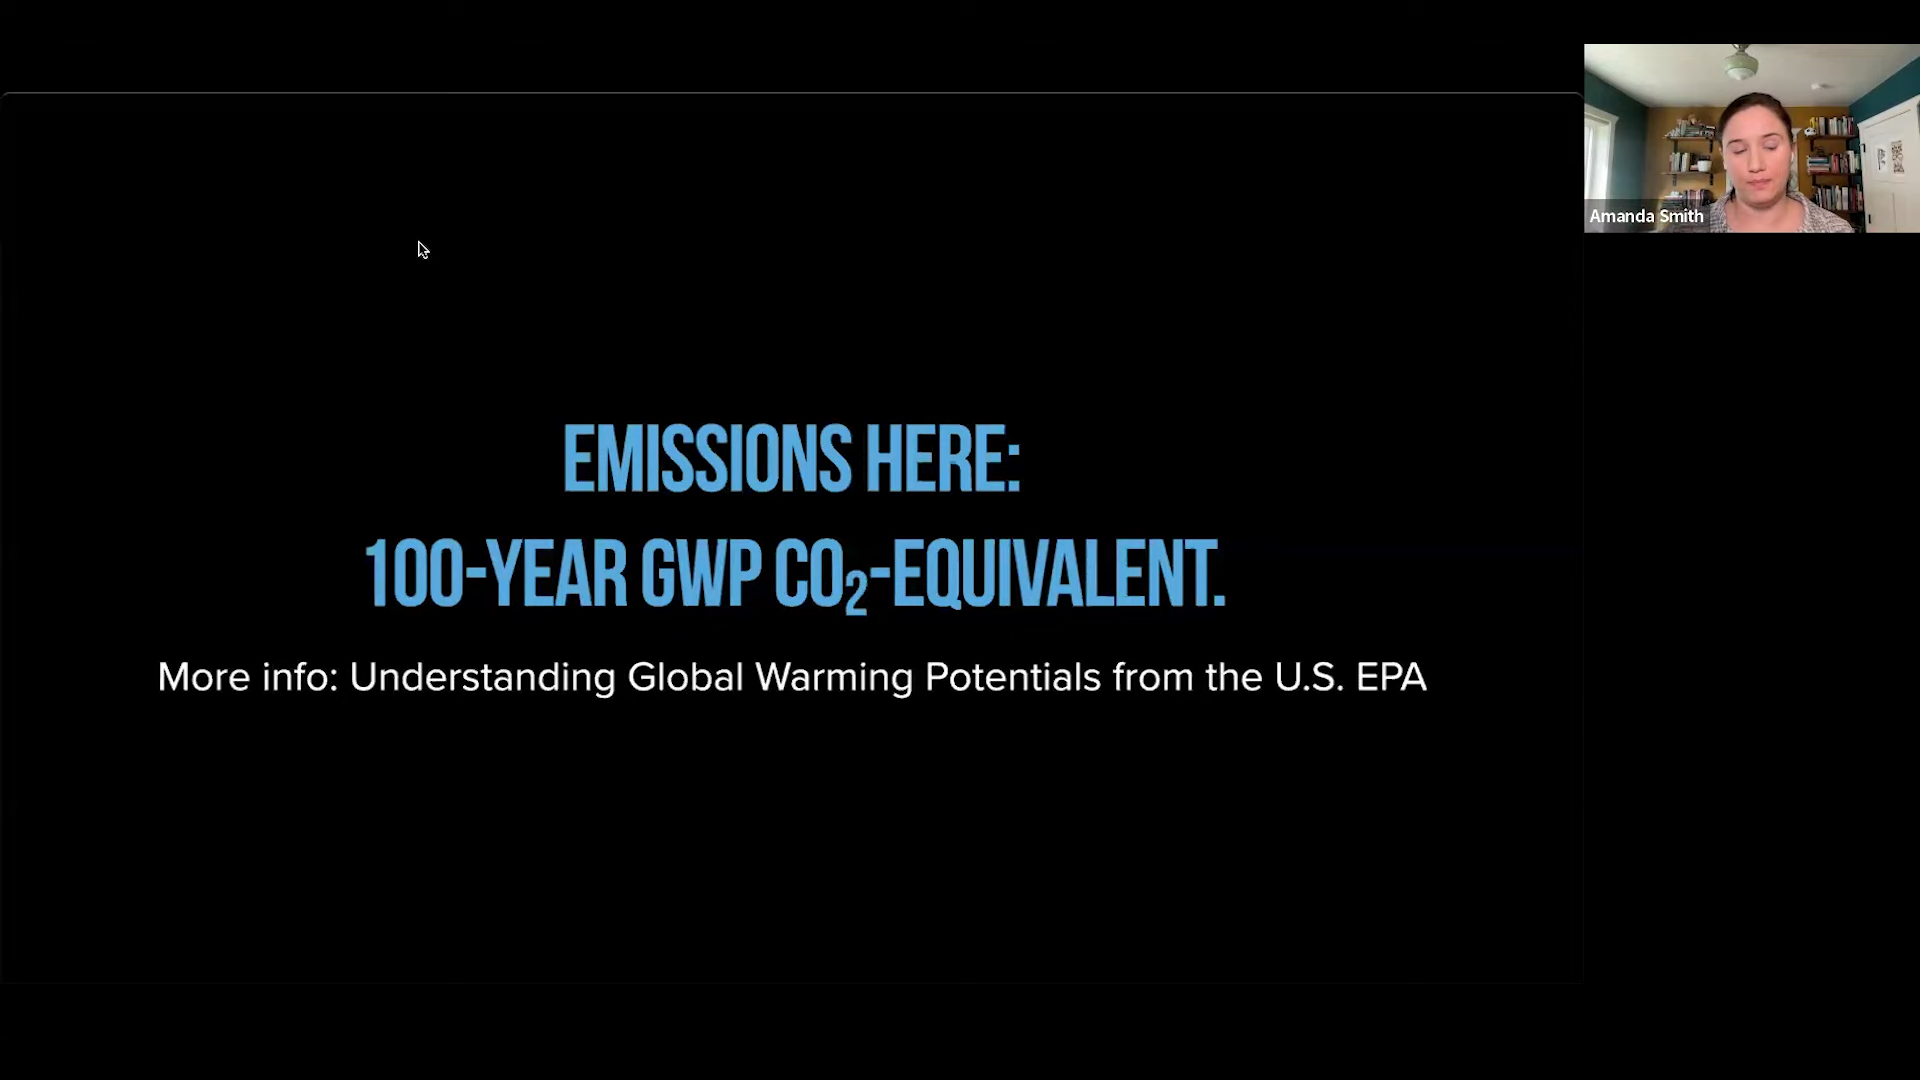 EMISSIONS HERE:
100-YEAR GWP CO₂-EQUIVALENT.
More info: Understanding Global Warming Potentials from the U.S. EPA
Amanda Smith